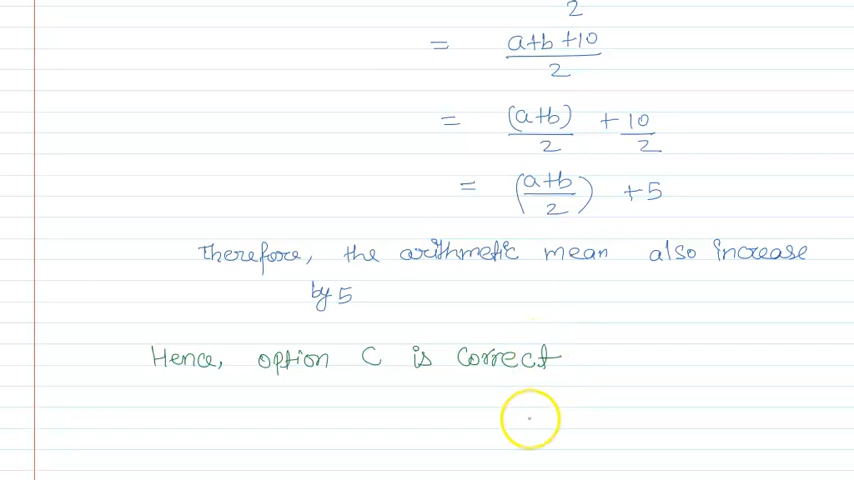 2
= a+b+10
2
= (a+b) + 10
2 2
= (a+b) + 5
2
Therefore, the arithmetic mean also increase
by 5
Hence, option C is correct